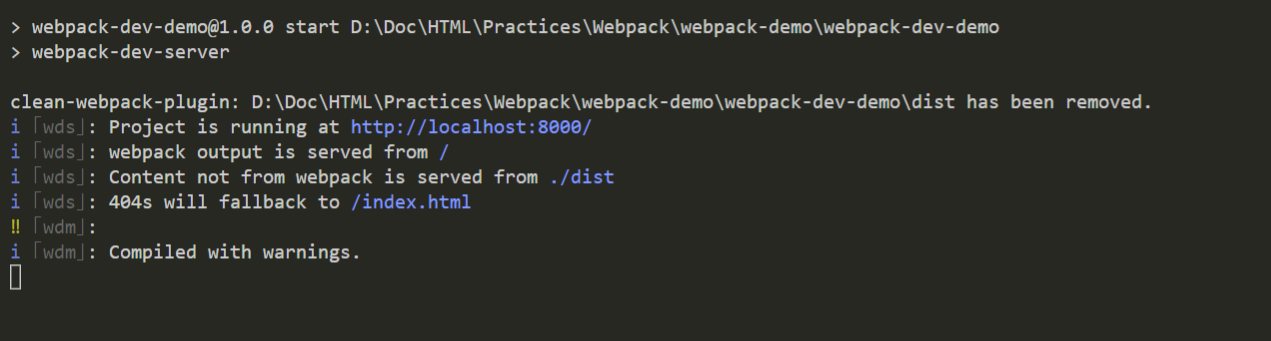 > webpack-dev-demo@1.0.0 start D:\Doc\HTML\Practices\Webpack\webpack-demo\webpack-dev-demo
> webpack-dev-server
clean-webpack-plugin: D:\Doc\HTML\Practices\Webpack\webpack-demo\webpack-dev-demo\dist has been removed.
i ｢wds｣: Project is running at http://localhost:8000/
i ｢wds｣: webpack output is served from /
i ｢wds｣: Content not from webpack is served from ./dist
i ｢wds｣: 404s will fallback to /index.html
‼ ｢wdm｣:
i ｢wdm｣: Compiled with warnings.